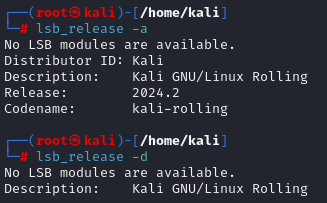 ┌──(root㉿kali)-[/home/kali]
└─# lsb_release -a
No LSB modules are available.
Distributor ID: Kali
Description:    Kali GNU/Linux Rolling
Release:        2024.2
Codename:       kali-rolling
┌──(root㉿kali)-[/home/kali]
└─# lsb_release -d
No LSB modules are available.
Description:    Kali GNU/Linux Rolling